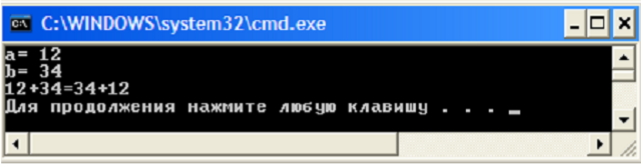 C:\WINDOWS\system32\cmd.exe
a= 12
b= 34
12+34=34+12
Для продолжения нажмите любую клавишу . . . _